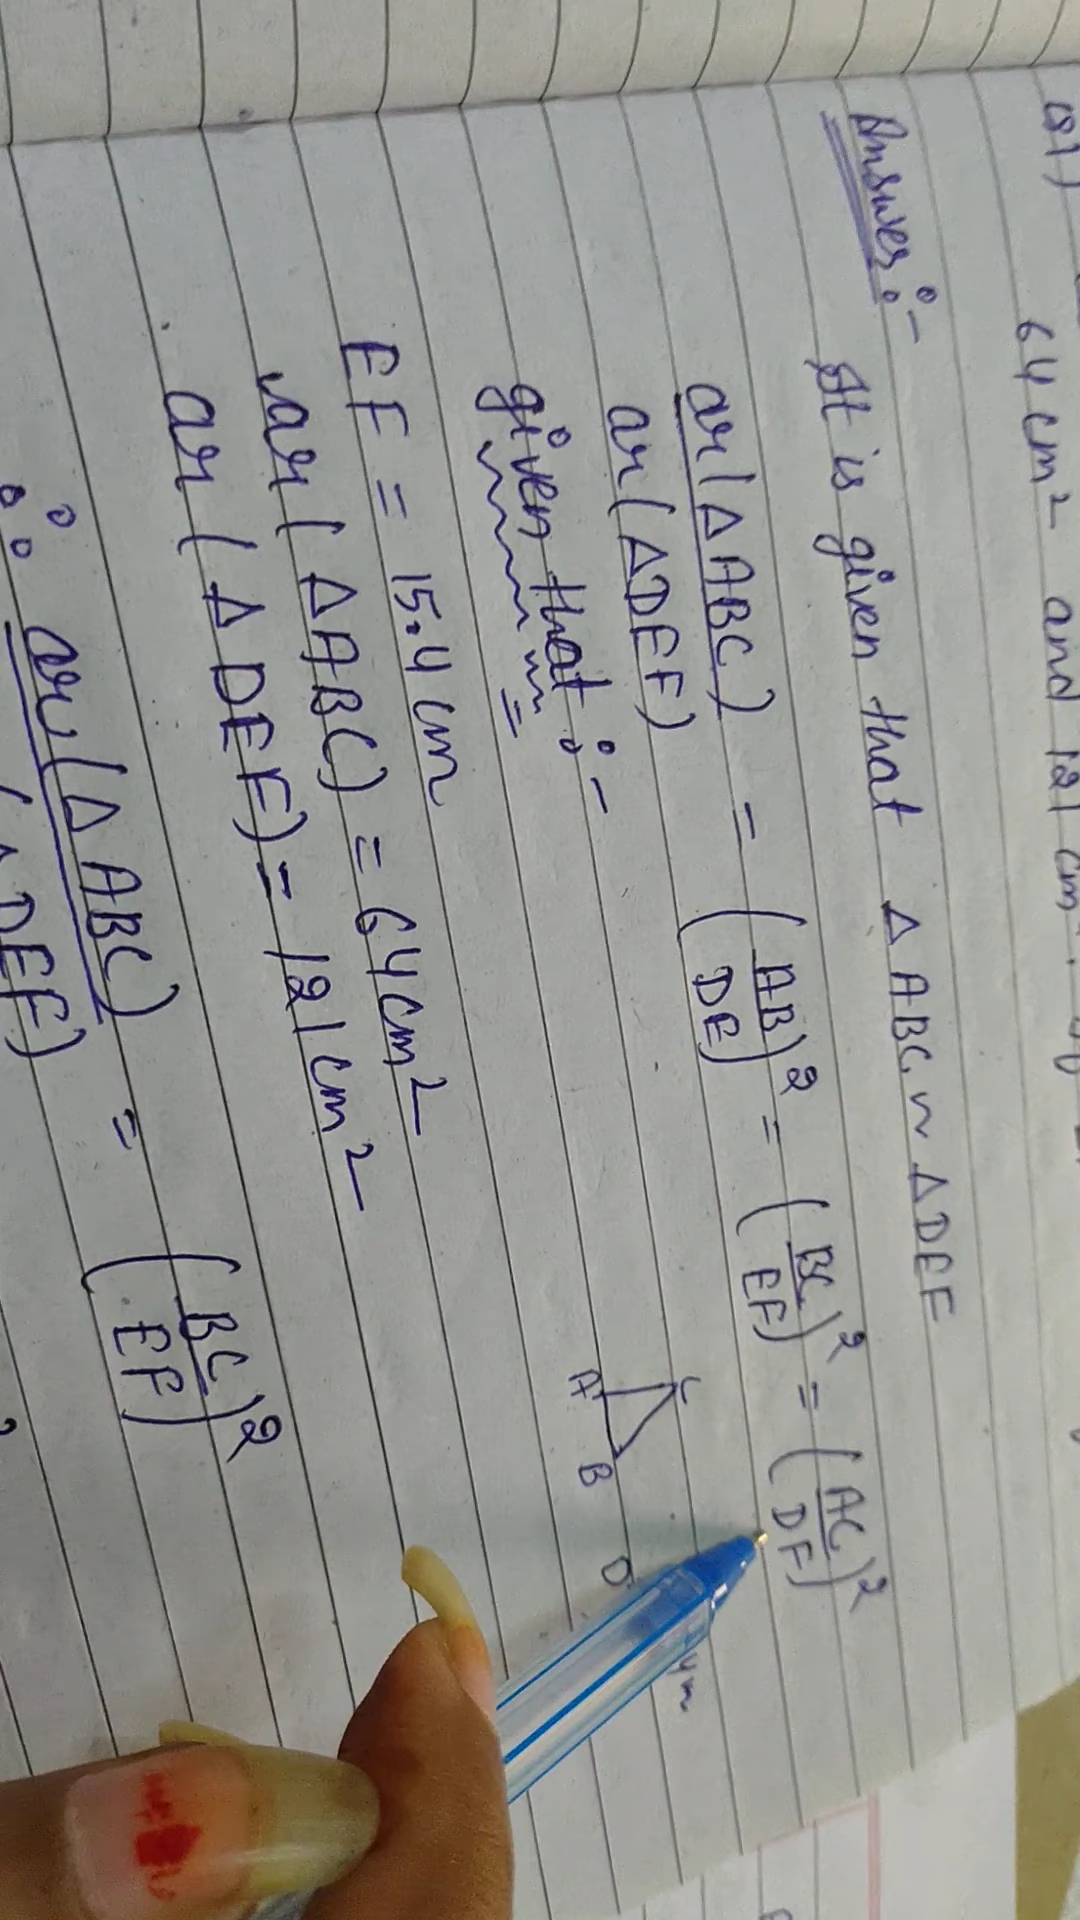 (Q1)
64 cm² and 121 cm².
Answer :-
It is given that Δ ABC ~ Δ DEF
ar(Δ ABC) / ar(Δ DEF) = (AB/DE)² = (BC/EF)² = (AC/DF)²
given that :-
C
A B D
EF = 15.4 cm
ar(Δ ABC) = 64 cm²
ar(Δ DEF) = 121 cm²
∴ ar(Δ ABC) / (Δ DEF) = (BC/EF)²